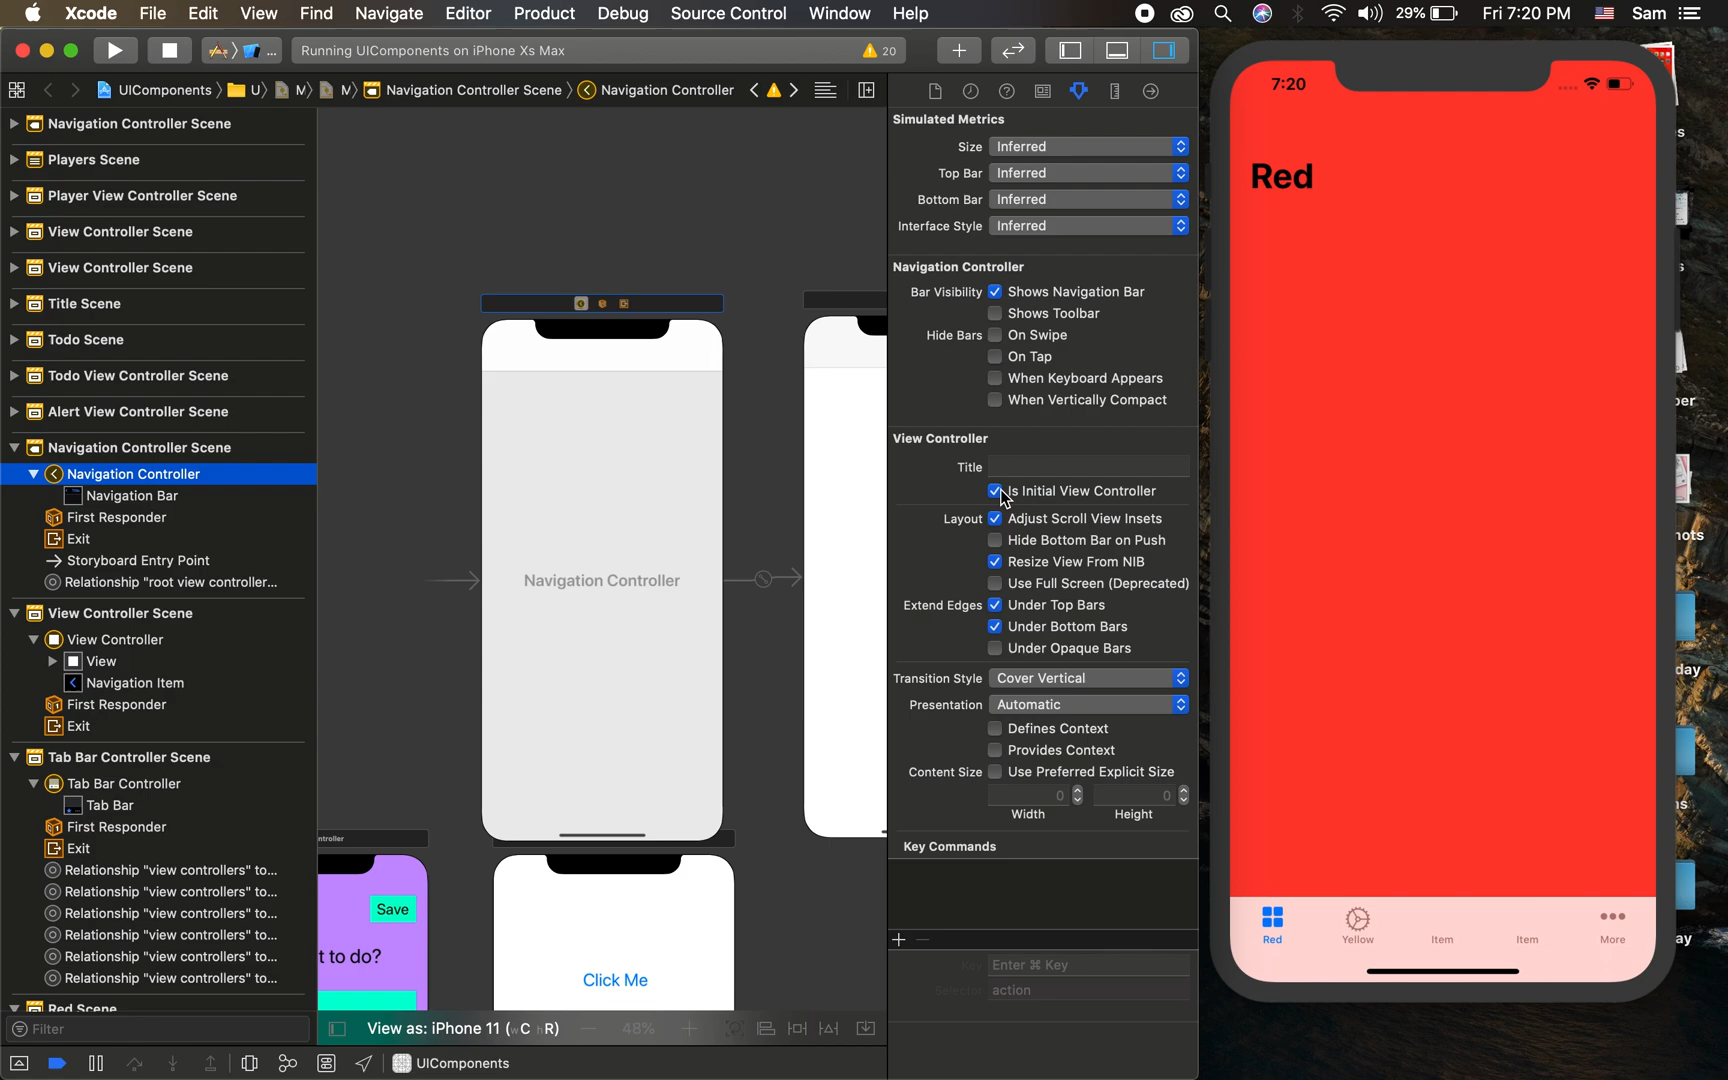 Xcode File Edit View Find Navigate Editor Product Debug Source Control Window Help 29% Fri 7:20 PM Sam
... Running UIComponents on iPhone Xs Max 20
UIComponents U M M Navigation Controller Scene Navigation Controller
Navigation Controller Scene
Players Scene
Player View Controller Scene
View Controller Scene
View Controller Scene
Title Scene
Todo Scene
Todo View Controller Scene
Alert View Controller Scene
Navigation Controller Scene
Navigation Controller
Navigation Bar
First Responder
Exit
Storyboard Entry Point
Relationship "root view controller...
View Controller Scene
View Controller
View
Navigation Item
First Responder
Exit
Tab Bar Controller Scene
Tab Bar Controller
Tab Bar
First Responder
Exit
Relationship "view controllers" to...
Relationship "view controllers" to...
Relationship "view controllers" to...
Relationship "view controllers" to...
Relationship "view controllers" to...
Relationship "view controllers" to...
Red Scene
Filter
Navigation Controller
ntroller
Save
t to do?
Click Me
View as: iPhone 11 (wC hR) 48%
UIComponents
Simulated Metrics
Size Inferred
Top Bar Inferred
Bottom Bar Inferred
Interface Style Inferred
Navigation Controller
Bar Visibility Shows Navigation Bar
Shows Toolbar
Hide Bars On Swipe
On Tap
When Keyboard Appears
When Vertically Compact
View Controller
Title
Is Initial View Controller
Layout Adjust Scroll View Insets
Hide Bottom Bar on Push
Resize View From NIB
Use Full Screen (Deprecated)
Extend Edges Under Top Bars
Under Bottom Bars
Under Opaque Bars
Transition Style Cover Vertical
Presentation Automatic
Defines Context
Provides Context
Content Size Use Preferred Explicit Size
0 0
Width Height
Key Commands
Key Enter ⌘ Key
Selector action
7:20
Red
Red Yellow Item Item More
s
s
per
nots
day
ns
ay